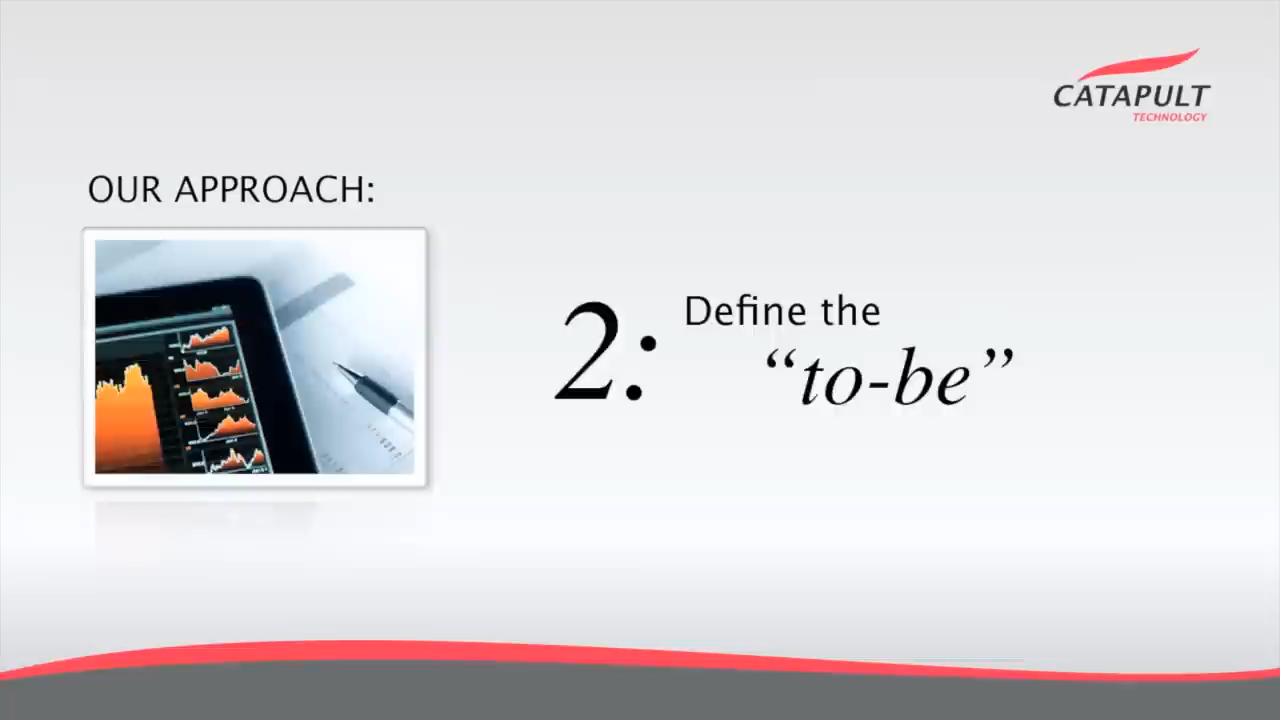 CATAPULT
TECHNOLOGY
OUR APPROACH:
2:
Define the
“to-be”